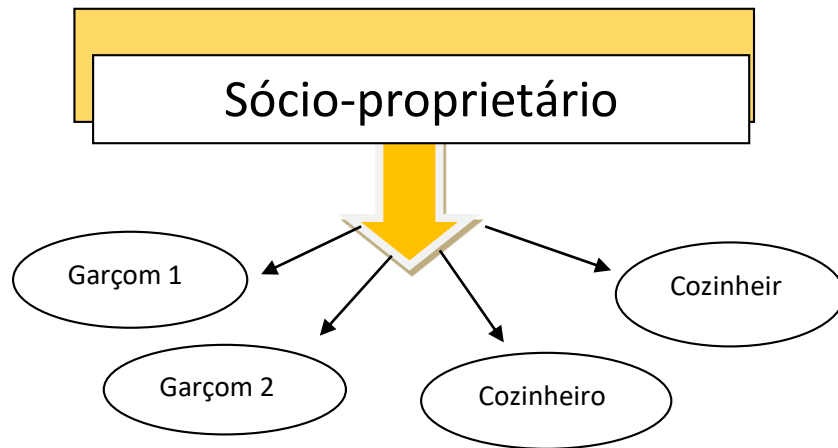 Sócio-proprietário
Garçom 1
Cozinheir
Garçom 2
Cozinheiro